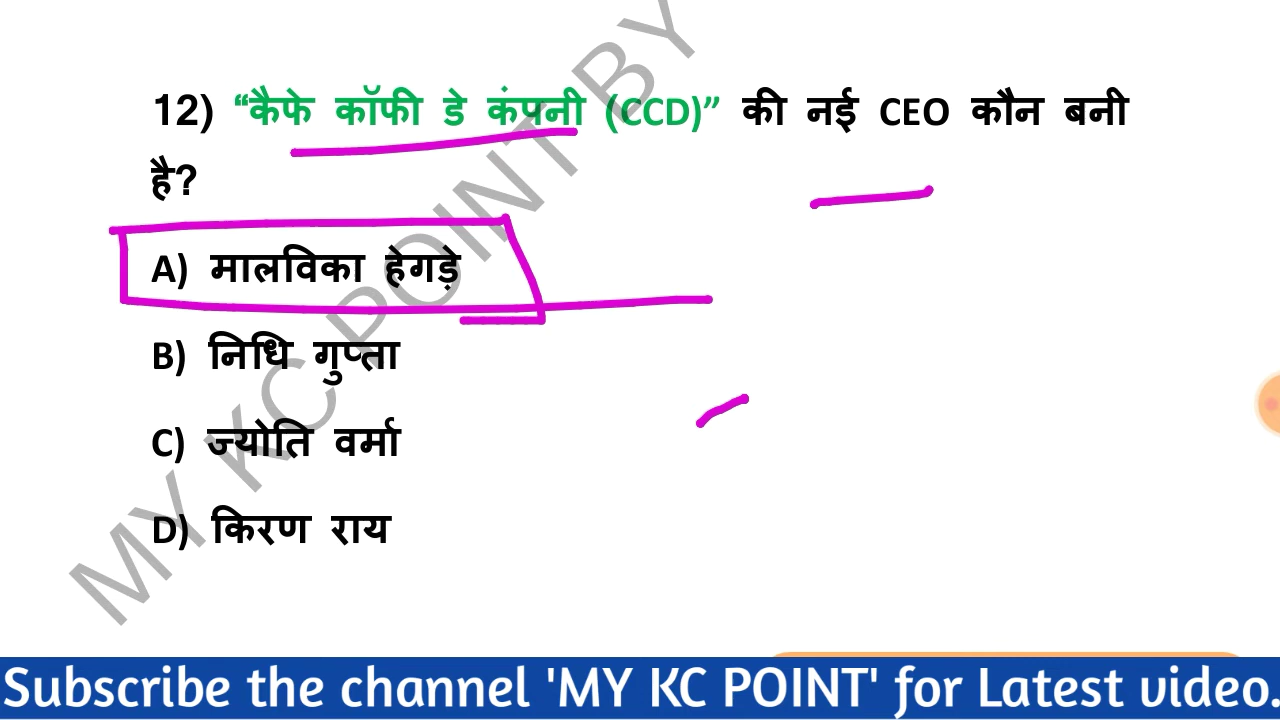 12) “कैफे कॉफी डे कंपनी (CCD)” की नई CEO कौन बनी
है?
A) मालविका हेगड़े
B) निधि गुप्ता
C) ज्योति वर्मा
D) किरण राय
MY KC POINT BY
Subscribe the channel 'MY KC POINT' for Latest video.